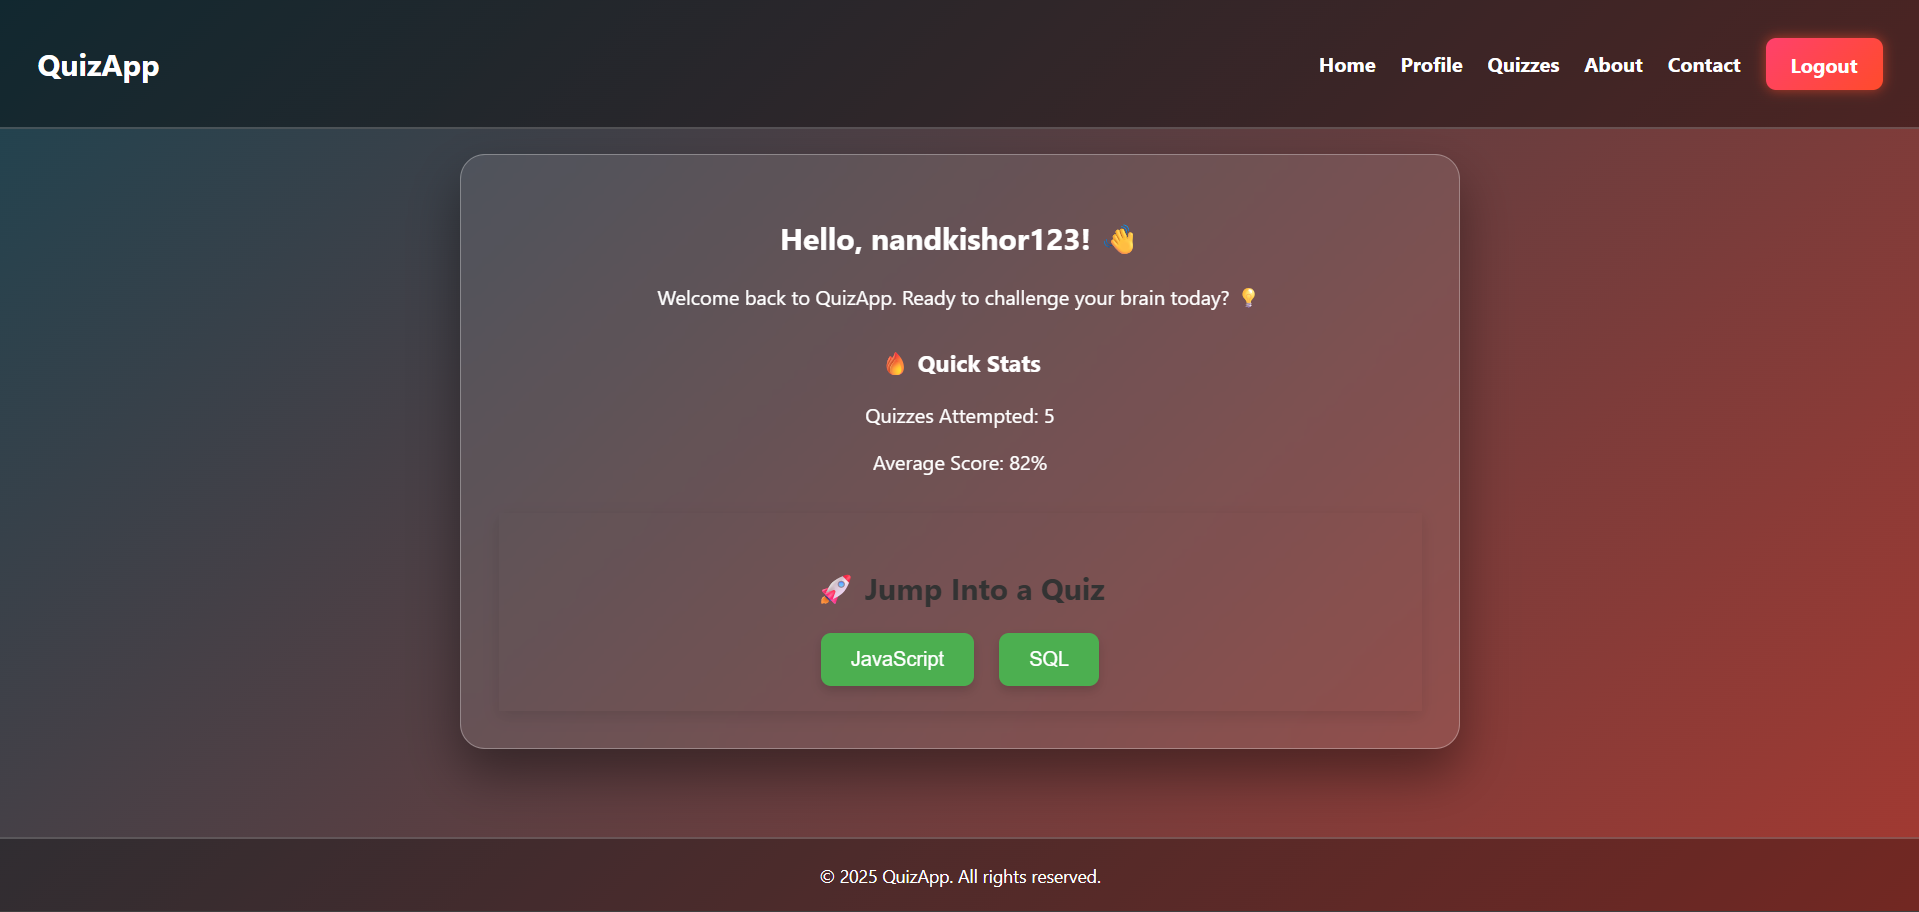 QuizApp
Home Profile Quizzes About Contact Logout
Hello, nandkishor123! 👋
Welcome back to QuizApp. Ready to challenge your brain today? 💡
🔥 Quick Stats
Quizzes Attempted: 5
Average Score: 82%
🚀 Jump Into a Quiz
JavaScript SQL
© 2025 QuizApp. All rights reserved.